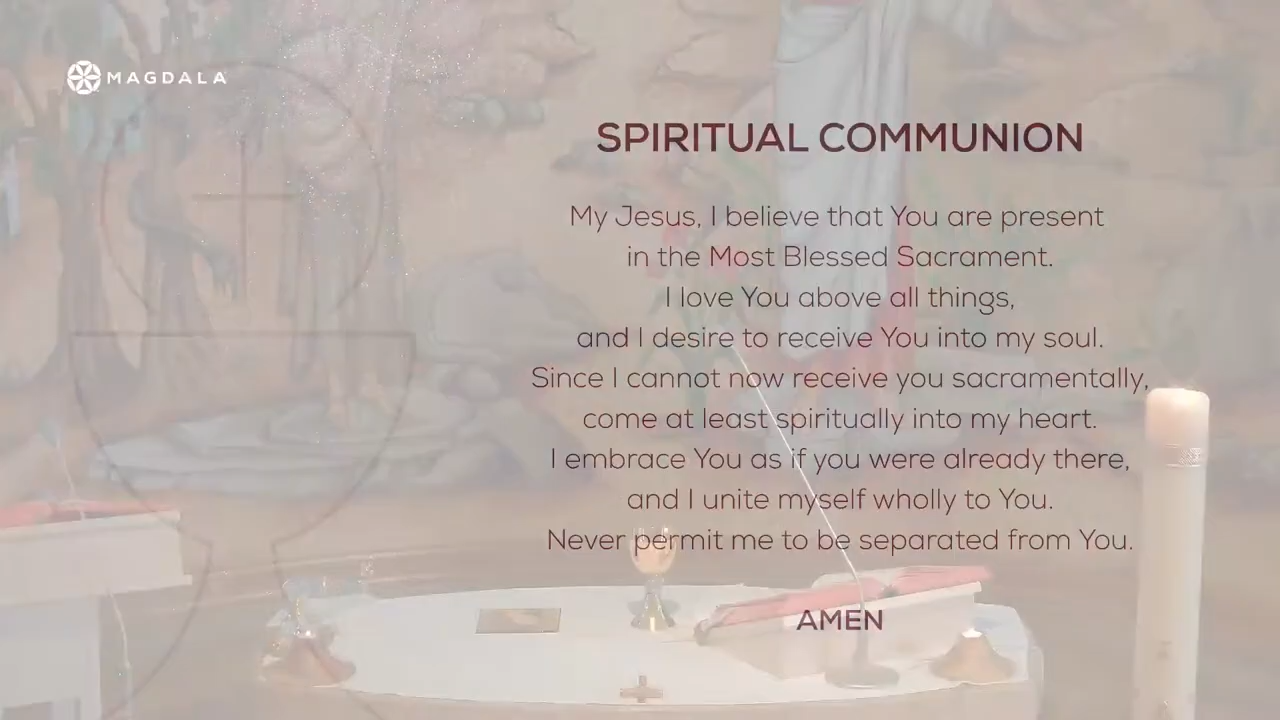 MAGDALA
SPIRITUAL COMMUNION
My Jesus, I believe that You are present
in the Most Blessed Sacrament.
I love You above all things,
and I desire to receive You into my soul.
Since I cannot now receive you sacramentally,
come at least spiritually into my heart.
I embrace You as if you were already there,
and I unite myself wholly to You.
Never permit me to be separated from You.
AMEN